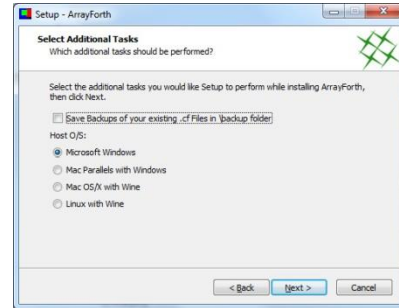 Setup - ArrayForth
Select Additional Tasks
Which additional tasks should be performed?
Select the additional tasks you would like Setup to perform while installing ArrayForth,
then click Next.
Save Backups of your existing .cf Files in \backup folder
Host O/S:
Microsoft Windows
Mac Parallels with Windows
Mac OS/X with Wine
Linux with Wine
< Back
Next >
Cancel